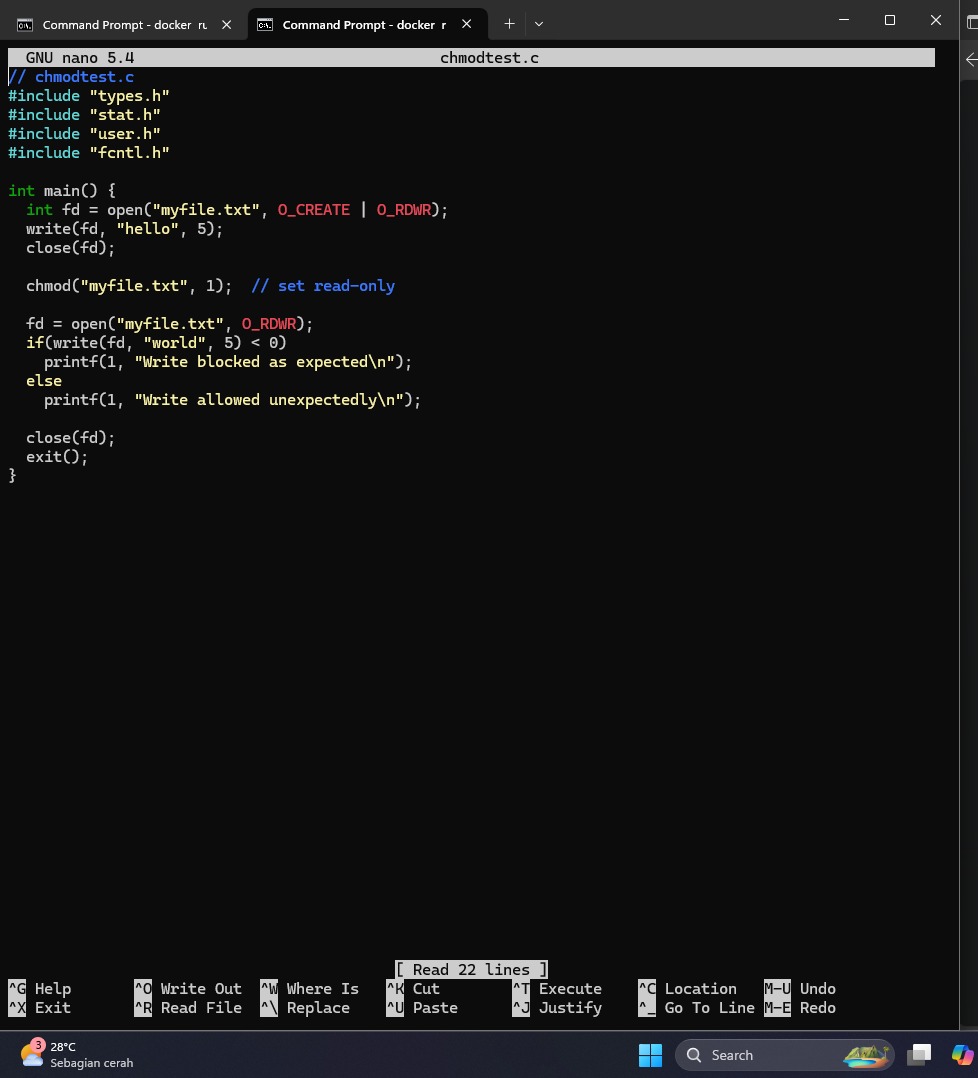 Command Prompt - docker ru
Command Prompt - docker r
GNU nano 5.4 chmodtest.c
// chmodtest.c
#include "types.h"
#include "stat.h"
#include "user.h"
#include "fcntl.h"
int main() {
  int fd = open("myfile.txt", O_CREATE | O_RDWR);
  write(fd, "hello", 5);
  close(fd);
  chmod("myfile.txt", 1);  // set read-only
  fd = open("myfile.txt", O_RDWR);
  if(write(fd, "world", 5) < 0)
    printf(1, "Write blocked as expected\n");
  else
    printf(1, "Write allowed unexpectedly\n");
  close(fd);
  exit();
}
[ Read 22 lines ]
^G Help ^O Write Out ^W Where Is ^K Cut ^T Execute ^C Location M-U Undo
^X Exit ^R Read File ^\ Replace ^U Paste ^J Justify ^_ Go To Line M-E Redo
3
28°C
Sebagian cerah
Search